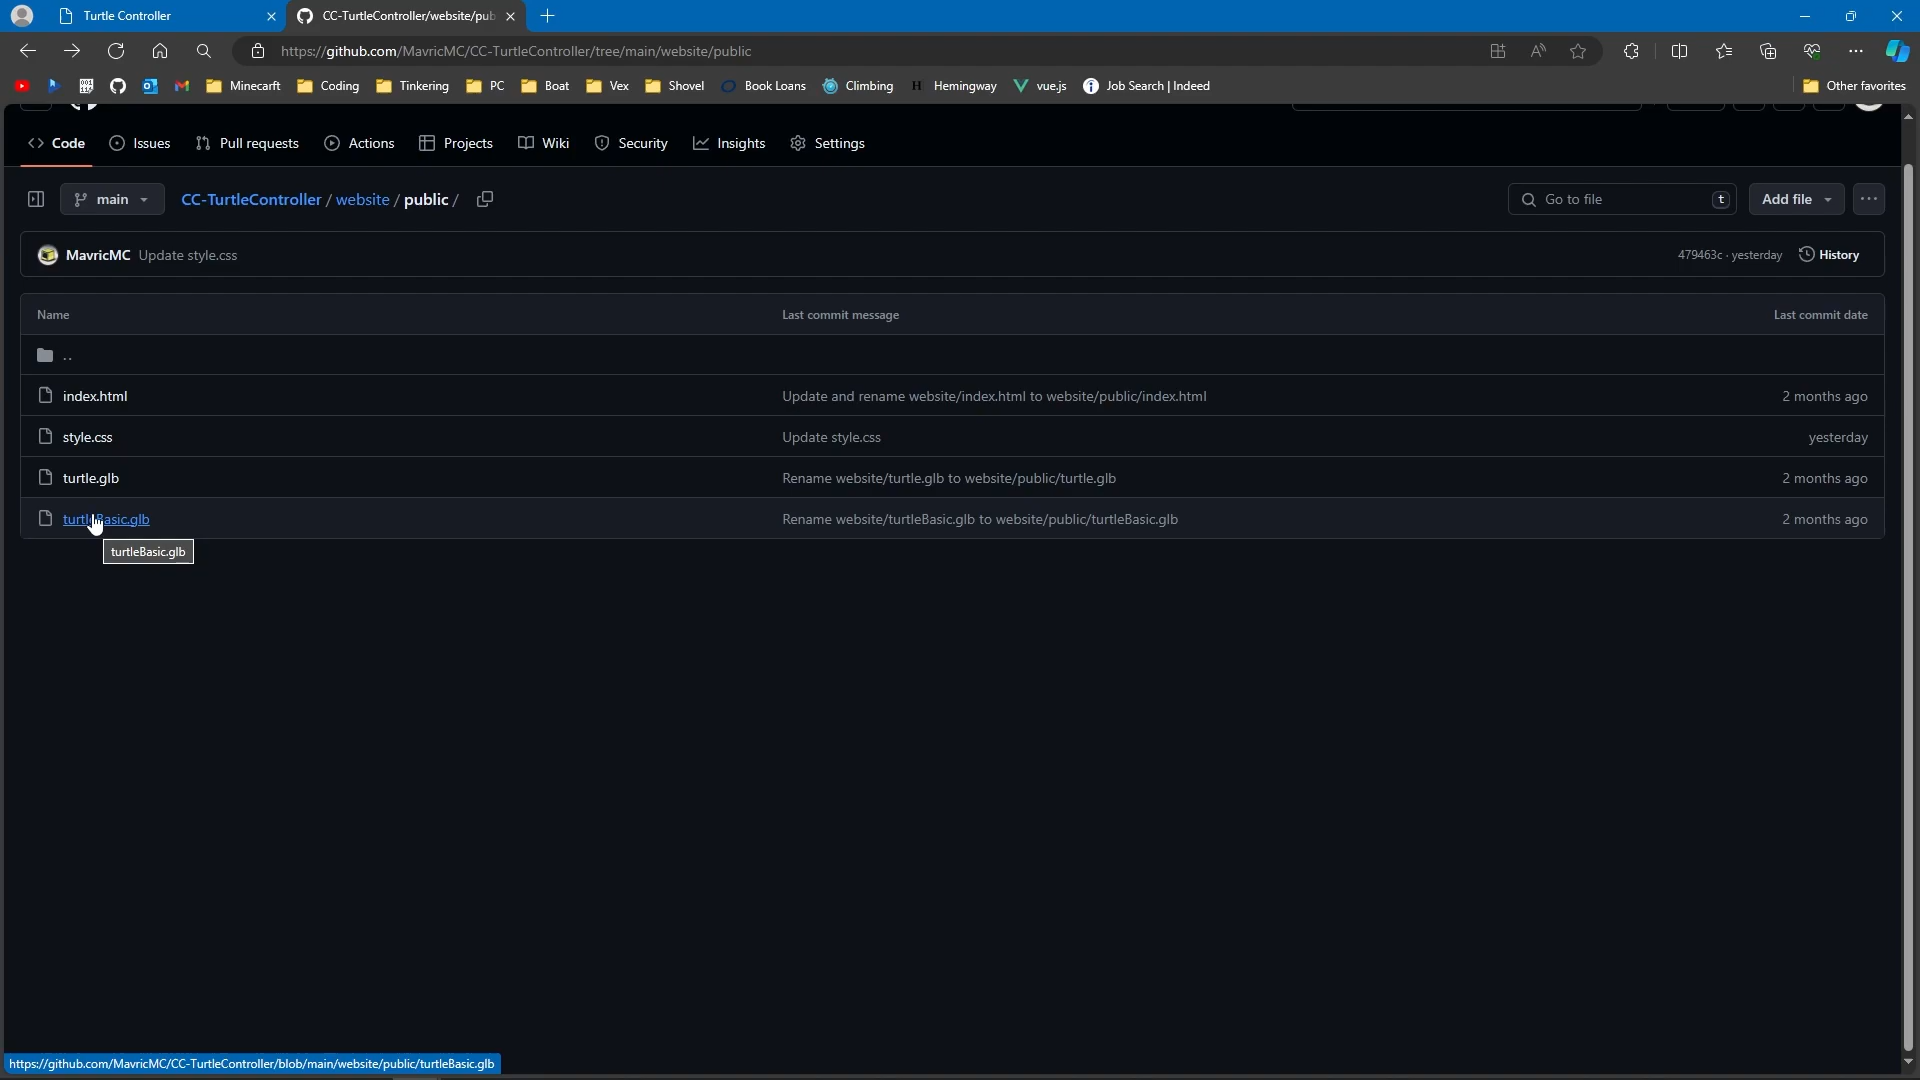 Turtle Controller
CC-TurtleController/website/pub
https://github.com/MavricMC/CC-TurtleController/tree/main/website/public
Minecarft Coding Tinkering PC Boat Vex Shovel Book Loans Climbing H Hemingway vue.js Job Search | Indeed Other favorites
Code Issues Pull requests Actions Projects Wiki Security Insights Settings
main CC-TurtleController / website / public / Go to file t Add file
MavricMC Update style.css 479463c · yesterday History
Name Last commit message Last commit date
..
index.html Update and rename website/index.html to website/public/index.html 2 months ago
style.css Update style.css yesterday
turtle.glb Rename website/turtle.glb to website/public/turtle.glb 2 months ago
turtleBasic.glb Rename website/turtleBasic.glb to website/public/turtleBasic.glb 2 months ago
turtleBasic.glb
https://github.com/MavricMC/CC-TurtleController/blob/main/website/public/turtleBasic.glb